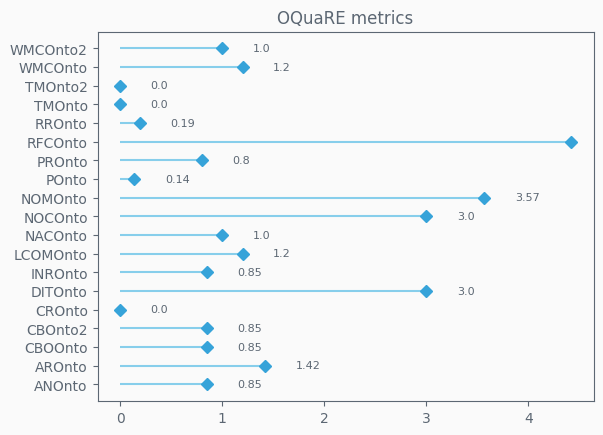 OQuaRE metrics
WMCOnto2 1.0
WMCOnto 1.2
TMOnto2 0.0
TMOnto 0.0
RROnto 0.19
RFCOnto
PROnto 0.8
POnto 0.14
NOMOnto 3.57
NOCOnto 3.0
NACOnto 1.0
LCOMOnto 1.2
INROnto 0.85
DITOnto 3.0
CROnto 0.0
CBOnto2 0.85
CBOOnto 0.85
AROnto 1.42
ANOnto 0.85
0 1 2 3 4